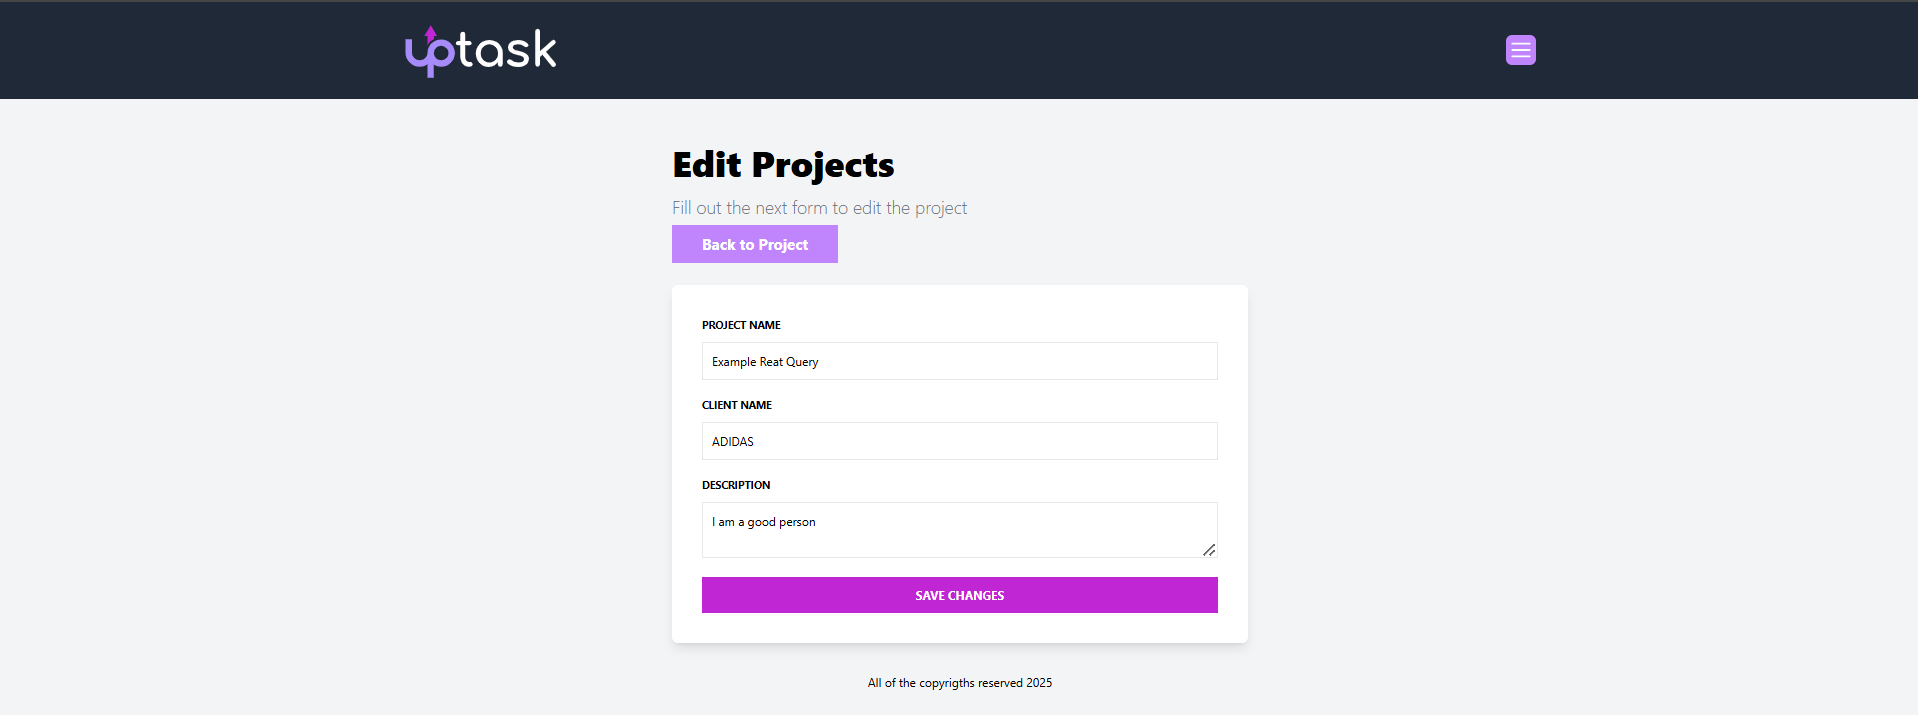 uptask
Edit Projects
Fill out the next form to edit the project
Back to Project
PROJECT NAME
Example Reat Query
CLIENT NAME
ADIDAS
DESCRIPTION
I am a good person
SAVE CHANGES
All of the copyrigths reserved 2025